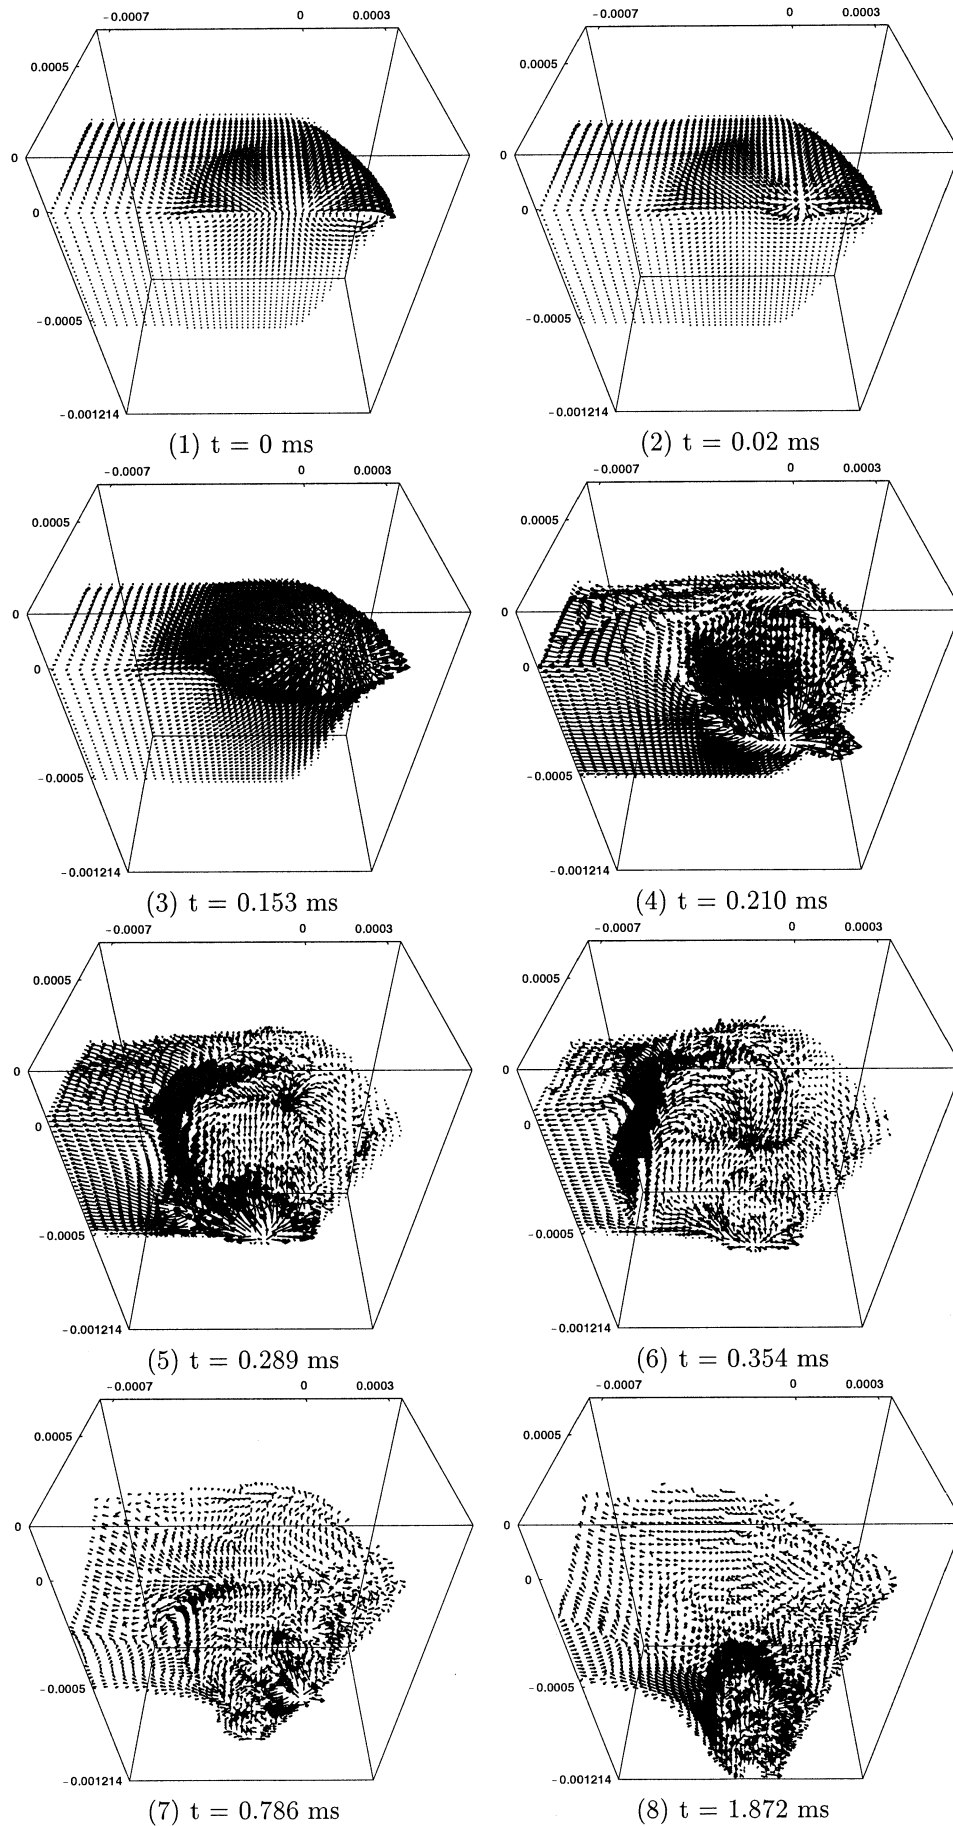 -0.0007 0 0.0003
0.0005
0
0
-0.0005
-0.001214
(1) t = 0 ms
-0.0007 0 0.0003
0.0005
0
0
-0.0005
-0.001214
(2) t = 0.02 ms
-0.0007 0 0.0003
0.0005
0
0
-0.0005
-0.001214
(3) t = 0.153 ms
-0.0007 0 0.0003
0.0005
0
0
-0.0005
-0.001214
(4) t = 0.210 ms
-0.0007 0 0.0003
0.0005
0
0
-0.0005
-0.001214
(5) t = 0.289 ms
-0.0007 0 0.0003
0.0005
0
0
-0.0005
-0.001214
(6) t = 0.354 ms
-0.0007 0 0.0003
0.0005
0
0
-0.0005
-0.001214
(7) t = 0.786 ms
-0.0007 0 0.0003
0.0005
0
0
-0.0005
-0.001214
(8) t = 1.872 ms